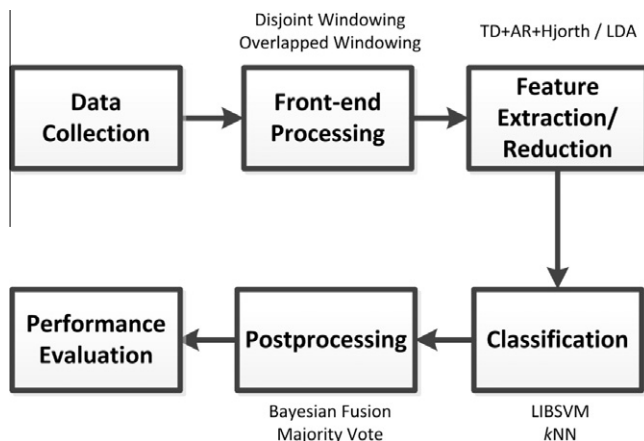 Disjoint Windowing
Overlapped Windowing
TD+AR+Hjorth / LDA
Data
Collection
Front-end
Processing
Feature
Extraction/
Reduction
Performance
Evaluation
Postprocessing
Classification
Bayesian Fusion
Majority Vote
LIBSVM
kNN